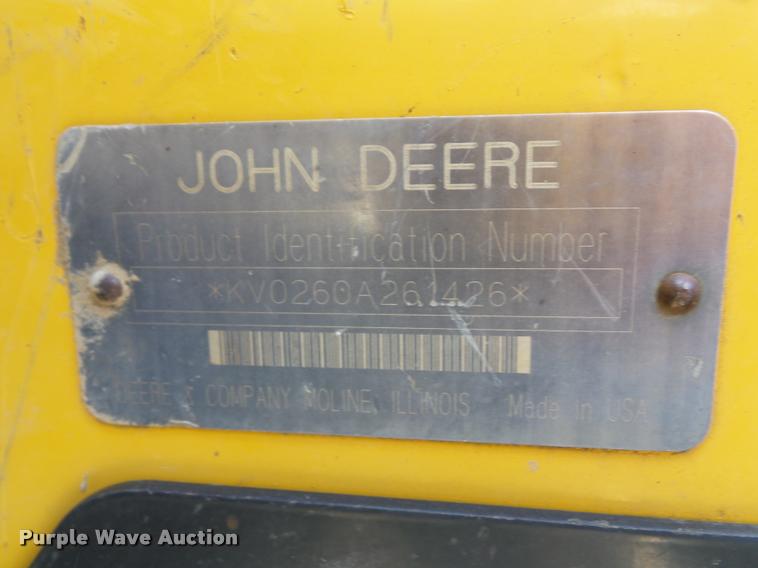 JOHN DEERE
Product Identification Number
*KV0260A261426*
DEERE & COMPANY MOLINE, ILLINOIS Made in USA
Purple Wave Auction